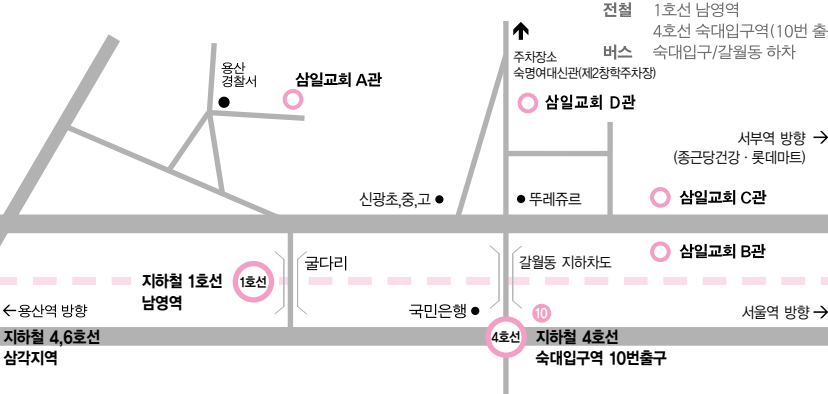 전철 1호선 남영역
4호선 숙대입구역(10번 출
버스 숙대입구/갈월동 하차
주차장소
숙명여대신관(제2창학주차장)
용산
경찰서
삼일교회 A관
삼일교회 D관
서부역 방향
(종근당건강 · 롯데마트)
신광초,중,고
뚜레쥬르
삼일교회 C관
삼일교회 B관
굴다리
갈월동 지하차도
지하철 1호선
남영역
1호선
용산역 방향
국민은행
10
서울역 방향
지하철 4,6호선
삼각지역
4호선
지하철 4호선
숙대입구역 10번출구